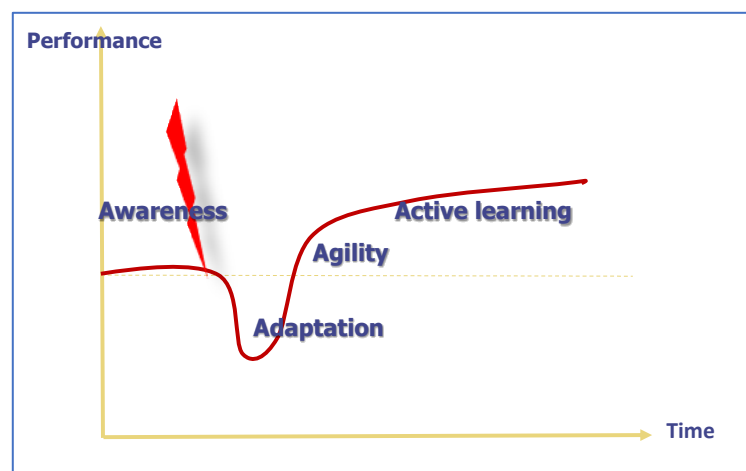 Performance
Awareness
Active learning
Agility
Adaptation
Time